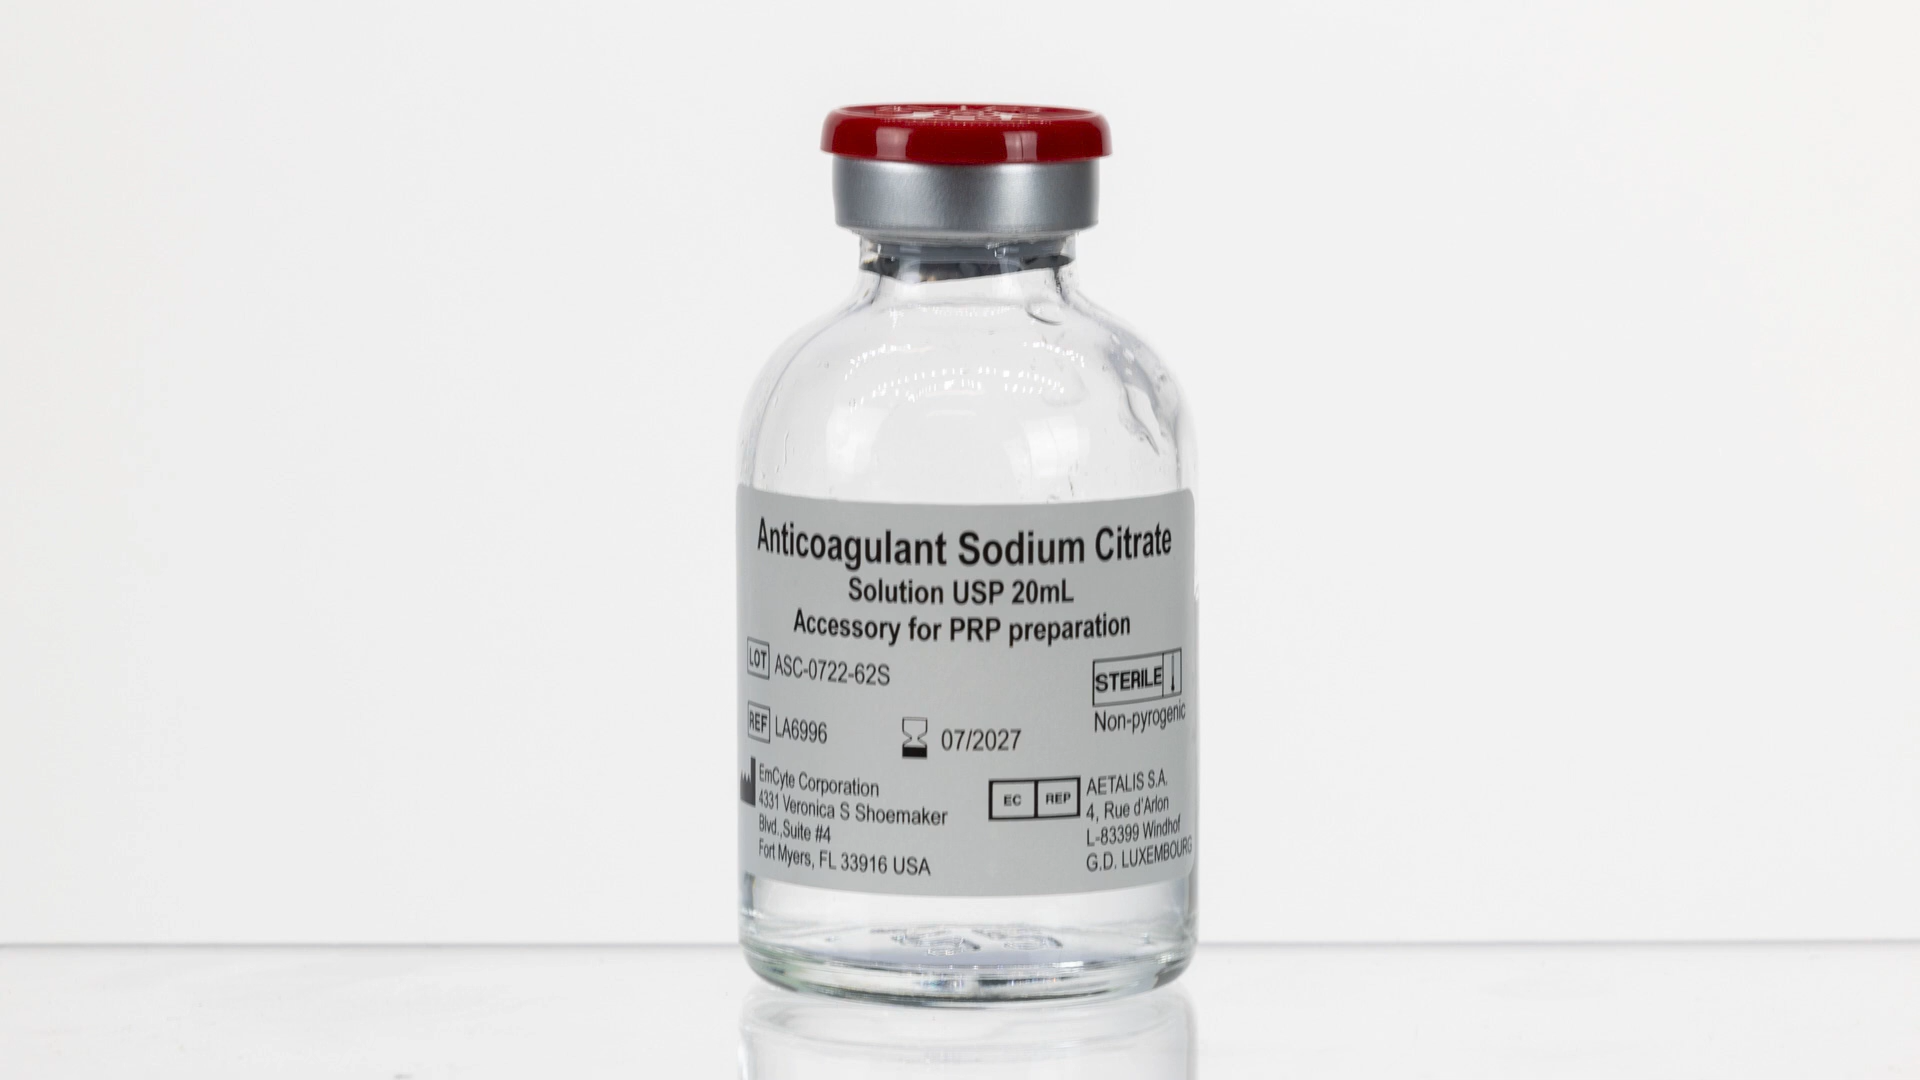 Anticoagulant Sodium Citrate
Solution USP 20mL
Accessory for PRP preparation
LOT ASC-0722-62S
STERILE
Non-pyrogenic
REF LA6996
07/2027
EmCyte Corporation
4331 Veronica S Shoemaker
Blvd.,Suite #4
Fort Myers, FL 33916 USA
EC REP
AETALIS S.A.
4, Rue d'Arlon
L-83399 Windhof
G.D. LUXEMBOURG